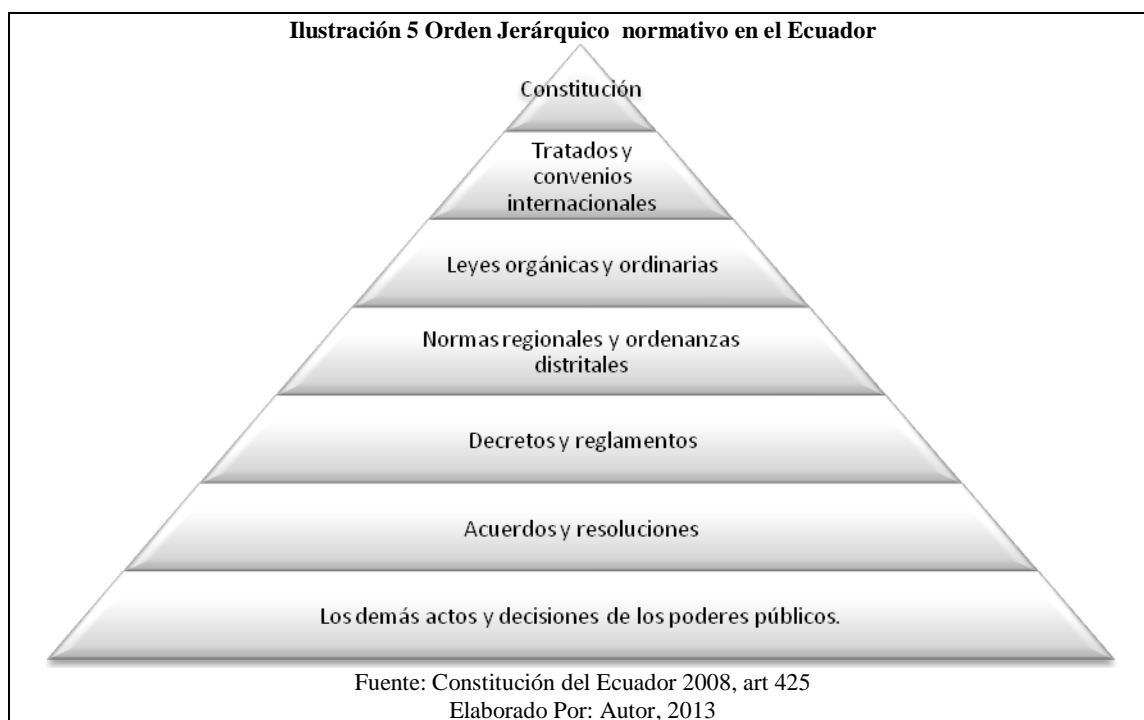 Ilustración 5 Orden Jerárquico normativo en el Ecuador
Constitución
Tratados y
convenios
internacionales
Leyes orgánicas y ordinarias
Normas regionales y ordenanzas
distritales
Decretos y reglamentos
Acuerdos y resoluciones
Los demás actos y decisiones de los poderes públicos.
Fuente: Constitución del Ecuador 2008, art 425
Elaborado Por: Autor, 2013